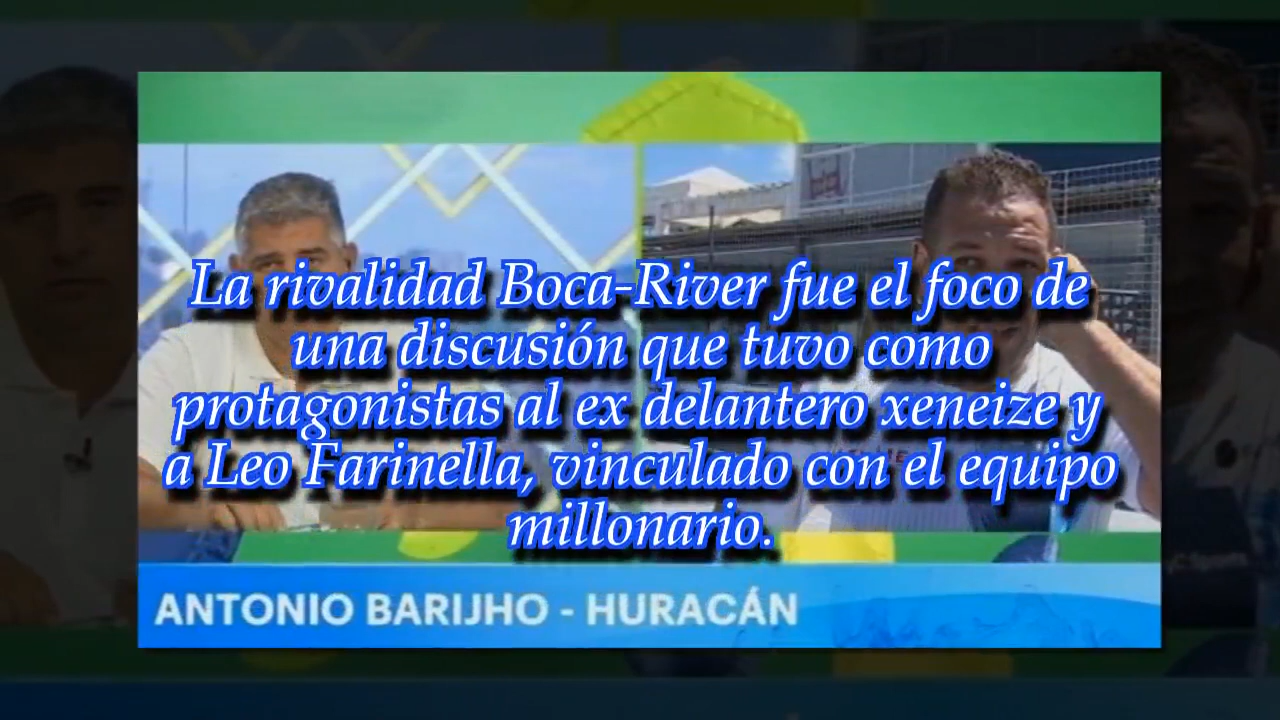 La rivalidad Boca-River fue el foco de
una discusión que tuvo como
protagonistas al ex delantero xeneize y
a Leo Farinella, vinculado con el equipo
millonario.
ANTONIO BARIJHO - HURACÁN